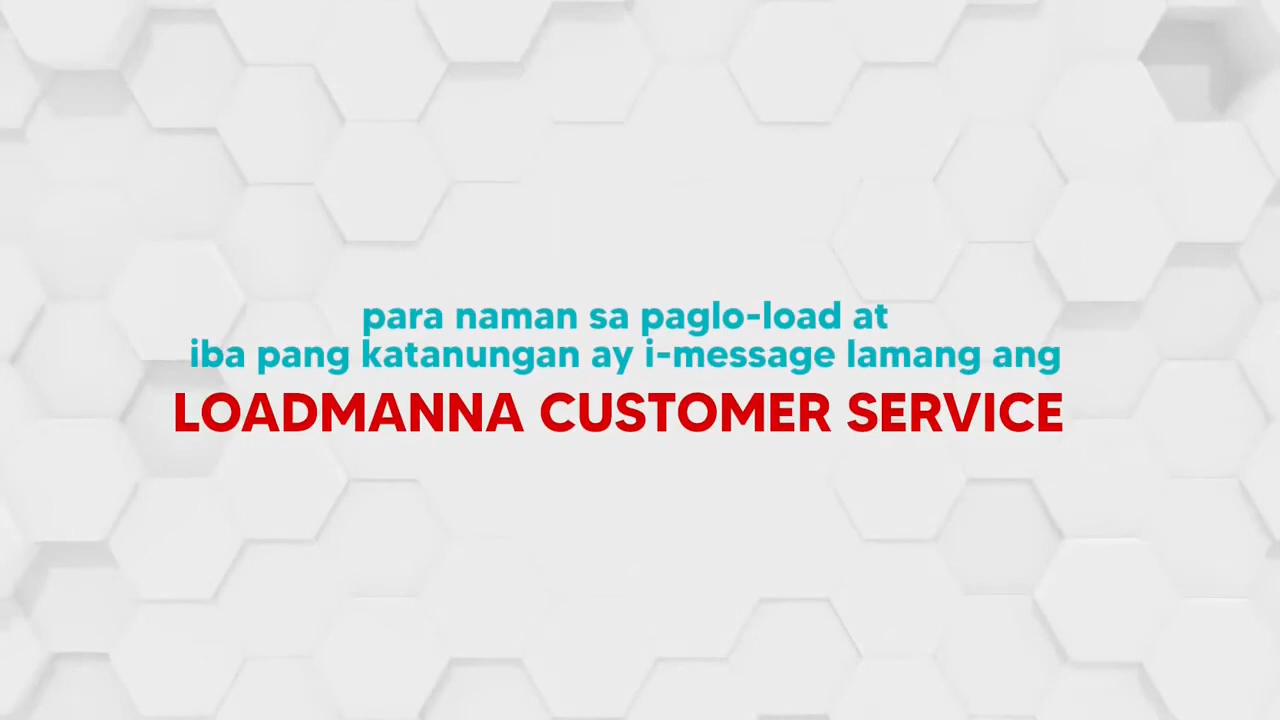 para naman sa paglo-load at
iba pang katanungan ay i-message lamang ang
LOADMANNA CUSTOMER SERVICE